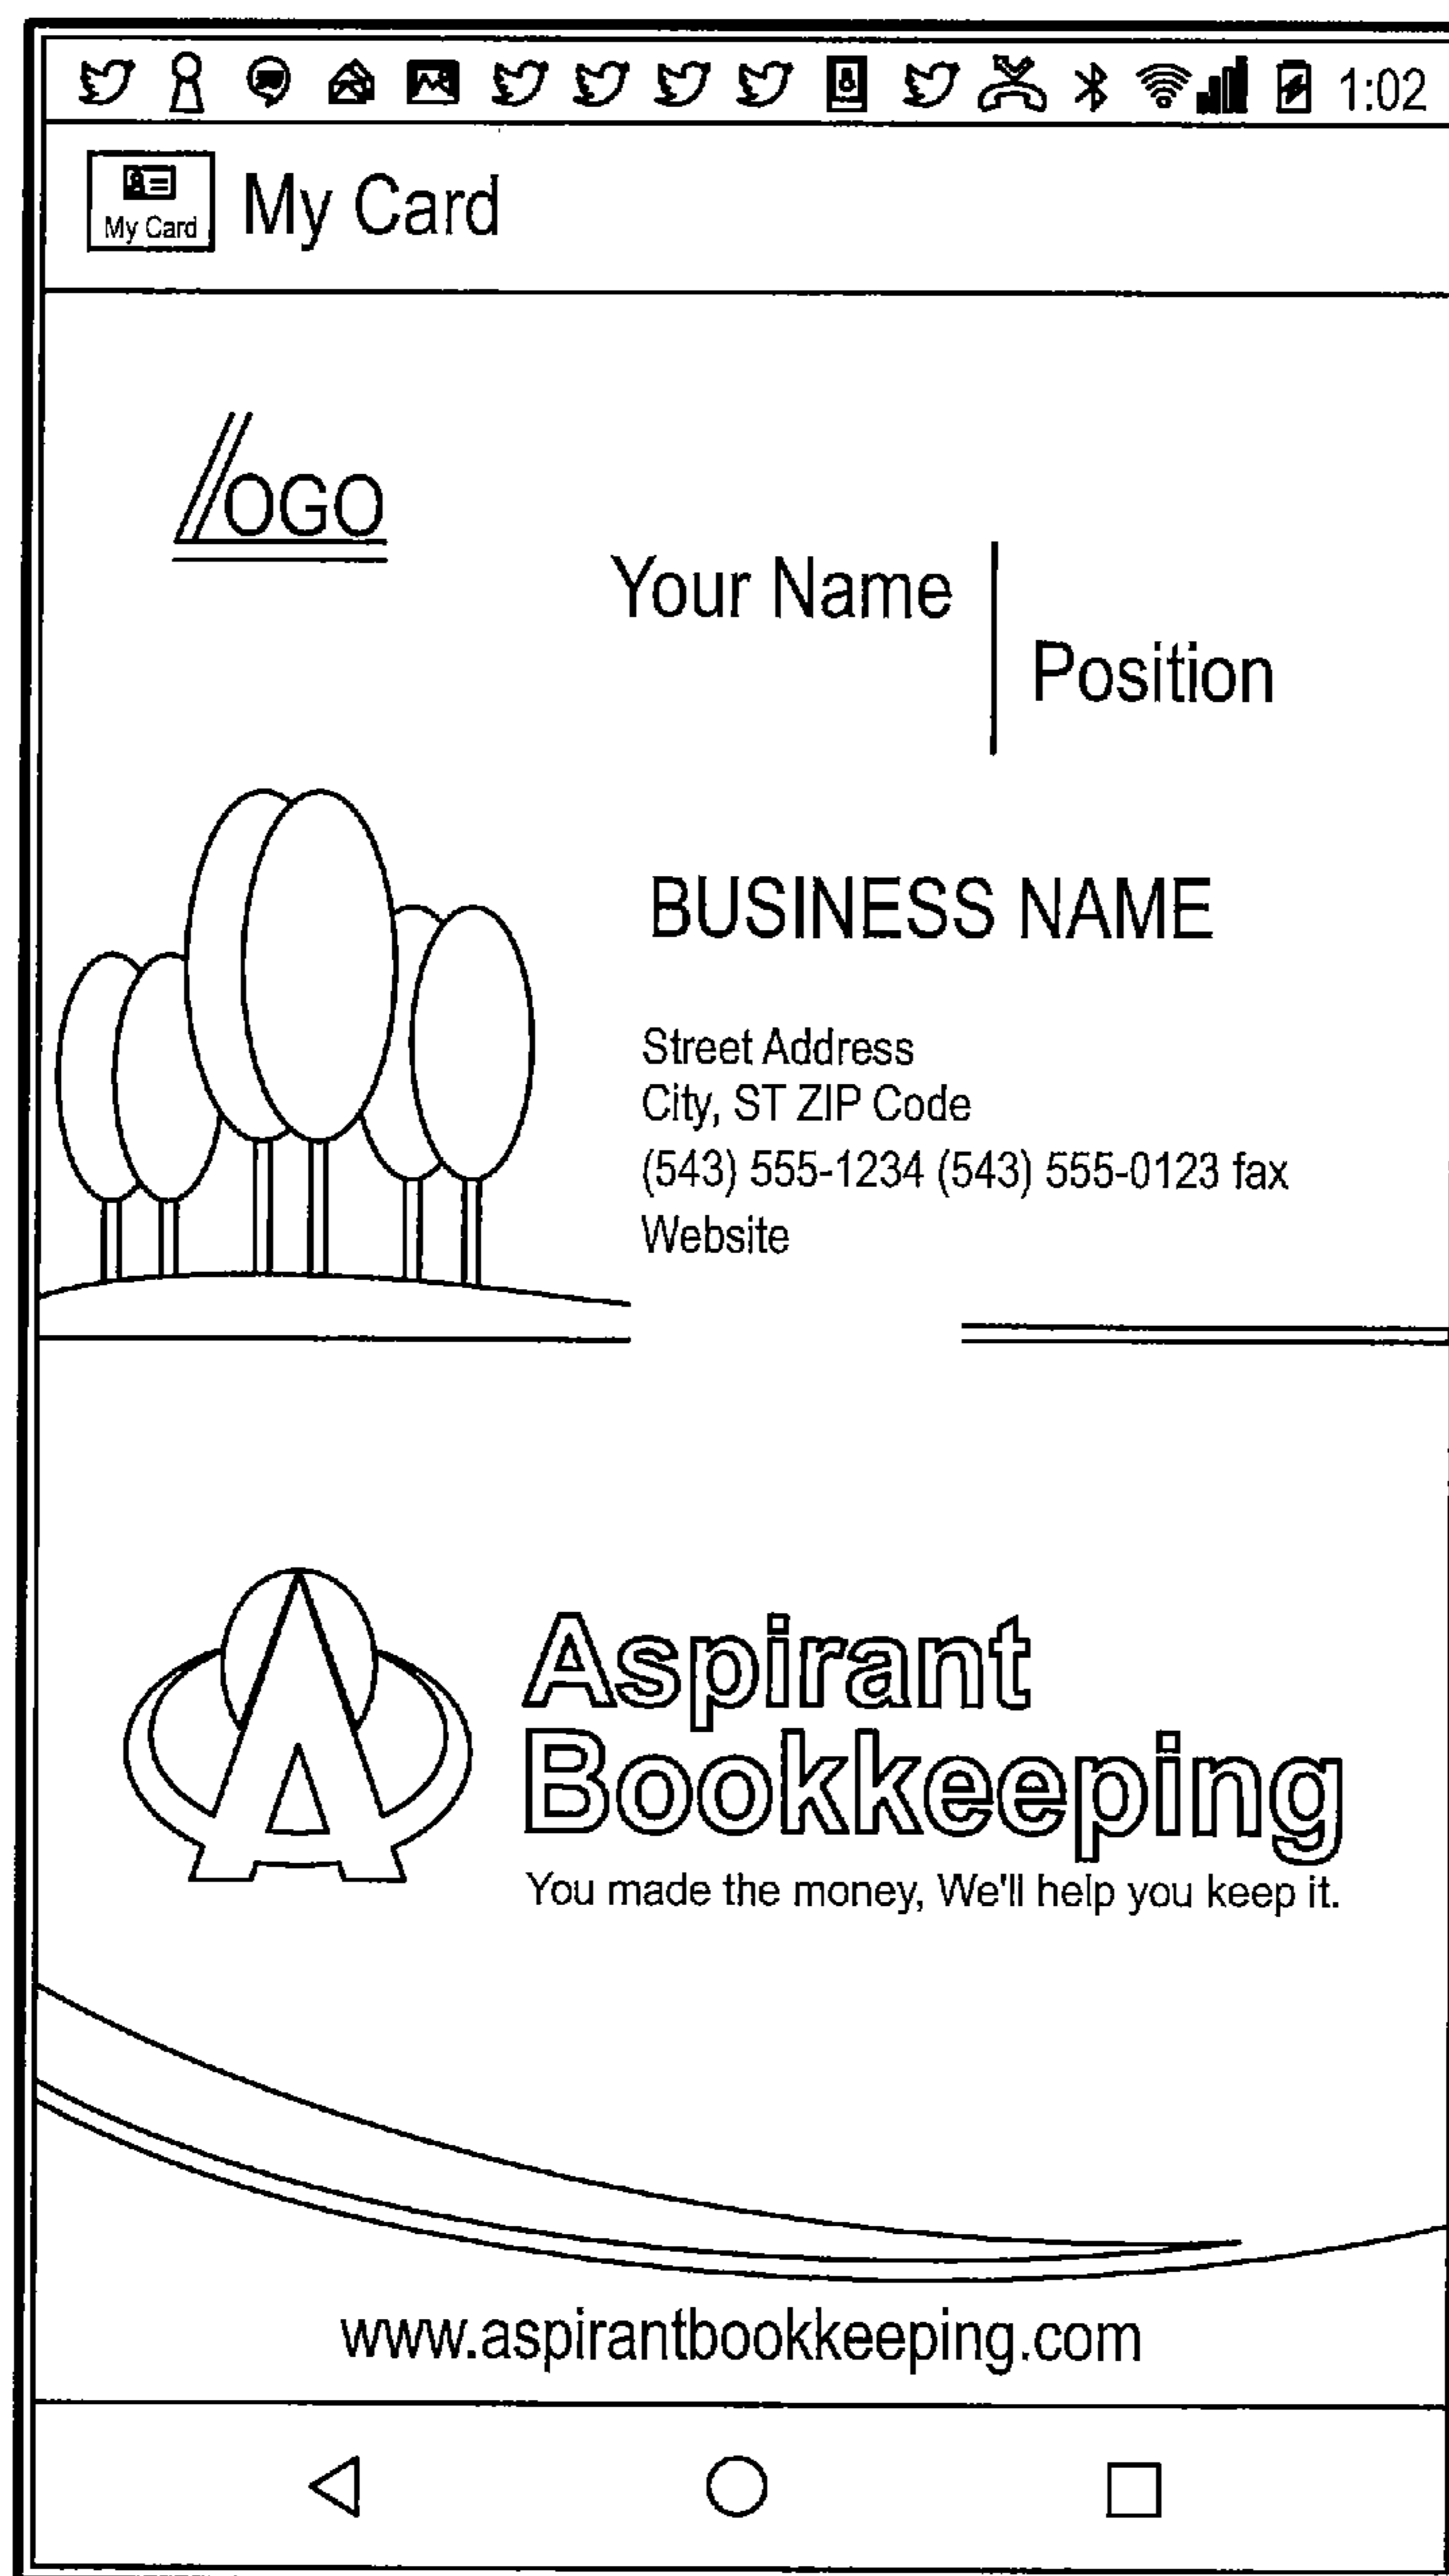 1:02
My Card
My Card
LOGO
Your Name
Position
BUSINESS NAME
Street Address
City, ST ZIP Code
(543) 555-1234 (543) 555-0123 fax
Website
Aspirant
Bookkeeping
You made the money, We'll help you keep it.
www.aspirantbookkeeping.com